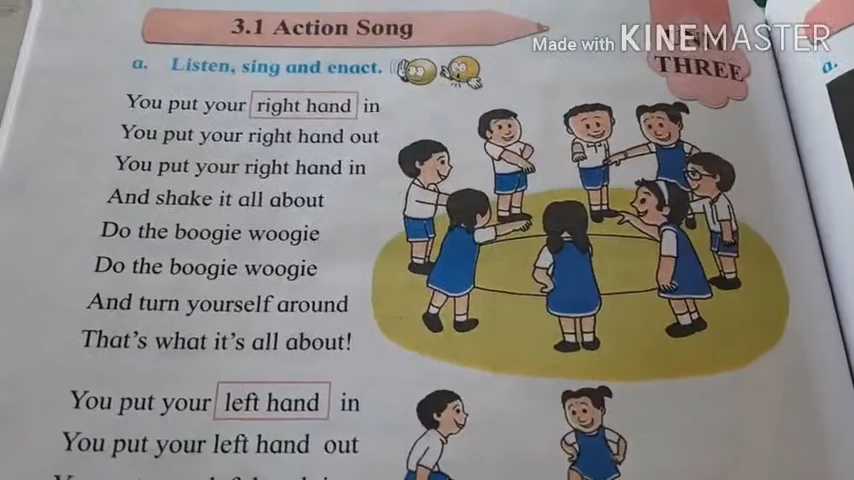 3.1 Action Song
Made with KINEMASTER
THREE
a. Listen, sing and enact.
a.
You put your right hand in
You put your right hand out
You put your right hand in
And shake it all about
Do the boogie woogie
Do the boogie woogie
And turn yourself around
That's what it's all about!
You put your left hand in
You put your left hand out